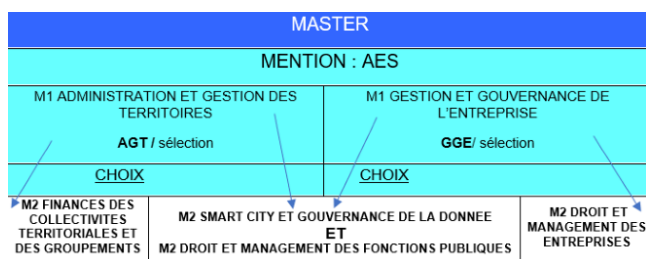 MASTER
MENTION : AES
M1 ADMINISTRATION ET GESTION DES
TERRITOIRES
AGT / sélection
M1 GESTION ET GOUVERNANCE DE
L'ENTREPRISE
GGE/ sélection
CHOIX
CHOIX
M2 FINANCES DES
COLLECTIVITES
TERRITORIALES ET
DES GROUPEMENTS
M2 SMART CITY ET GOUVERNANCE DE LA DONNEE
ET
M2 DROIT ET MANAGEMENT DES FONCTIONS PUBLIQUES
M2 DROIT ET
MANAGEMENT DES
ENTREPRISES